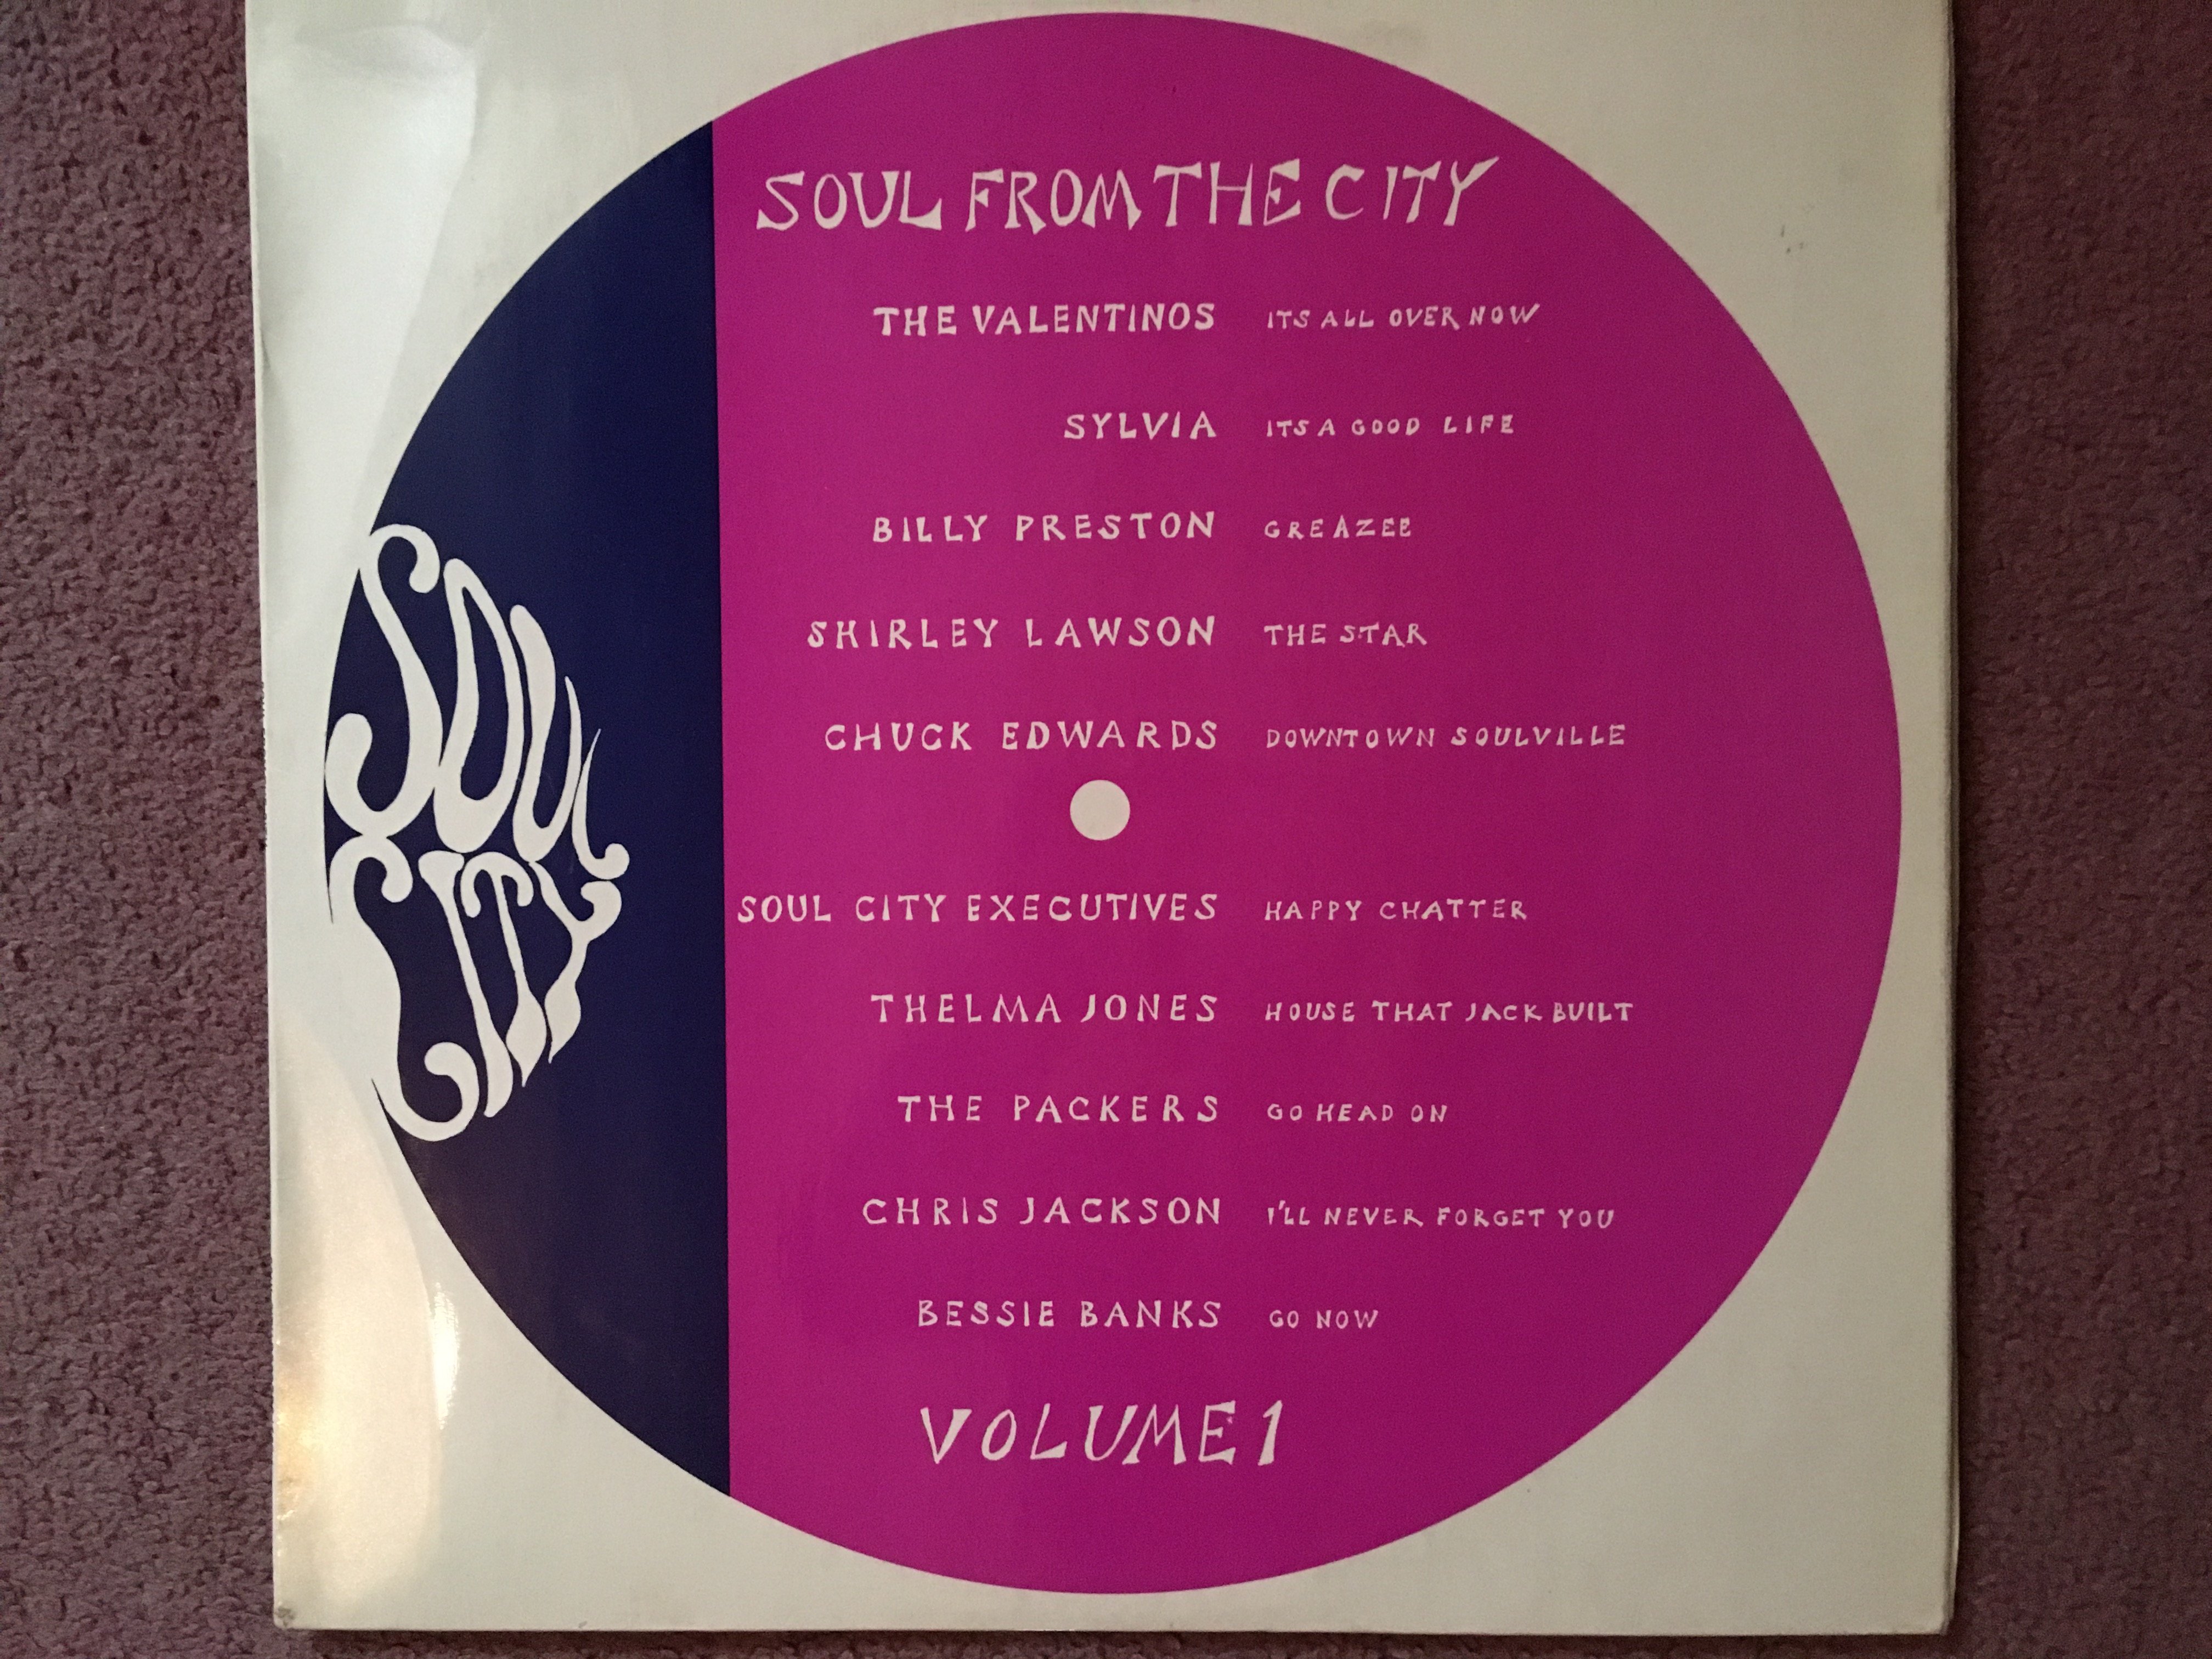 SOUL FROM THE CITY
THE VALENTINOS ITS ALL OVER NOW
SYLVIA ITS A GOOD LIFE
BILLY PRESTON GREAZEE
SHIRLEY LAWSON THE STAR
CHUCK EDWARDS DOWNTOWN SOULVILLE
SOUL
CITY
SOUL CITY EXECUTIVES HAPPY CHATTER
THELMA JONES HOUSE THAT JACK BUILT
THE PACKERS GO HEAD ON
CHRIS JACKSON I'LL NEVER FORGET YOU
BESSIE BANKS GO NOW
VOLUME 1